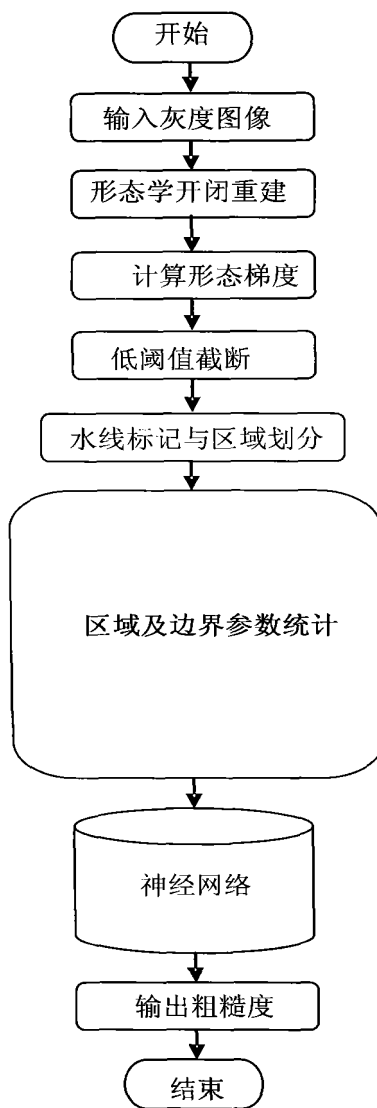 开始
输入灰度图像
形态学开闭重建
计算形态梯度
低阈值截断
水线标记与区域划分
区域及边界参数统计
神经网络
输出粗糙度
结束